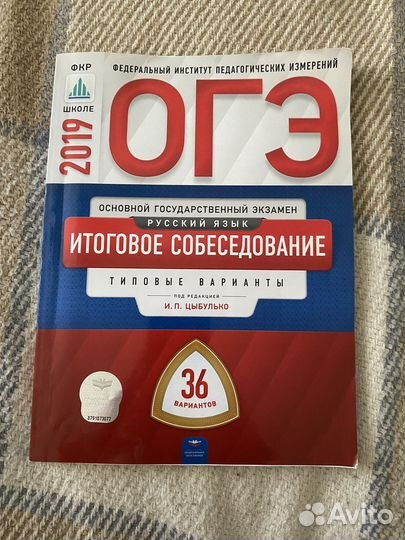 ФКР
ШКОЛЕ
ФЕДЕРАЛЬНЫЙ ИНСТИТУТ ПЕДАГОГИЧЕСКИХ ИЗМЕРЕНИЙ
2019
ОГЭ
ОСНОВНОЙ ГОСУДАРСТВЕННЫЙ ЭКЗАМЕН
РУССКИЙ ЯЗЫК
ИТОГОВОЕ СОБЕСЕДОВАНИЕ
ТИПОВЫЕ ВАРИАНТЫ
ПОД РЕДАКЦИЕЙ
И. П. ЦЫБУЛЬКО
36
ВАРИАНТОВ
Avito